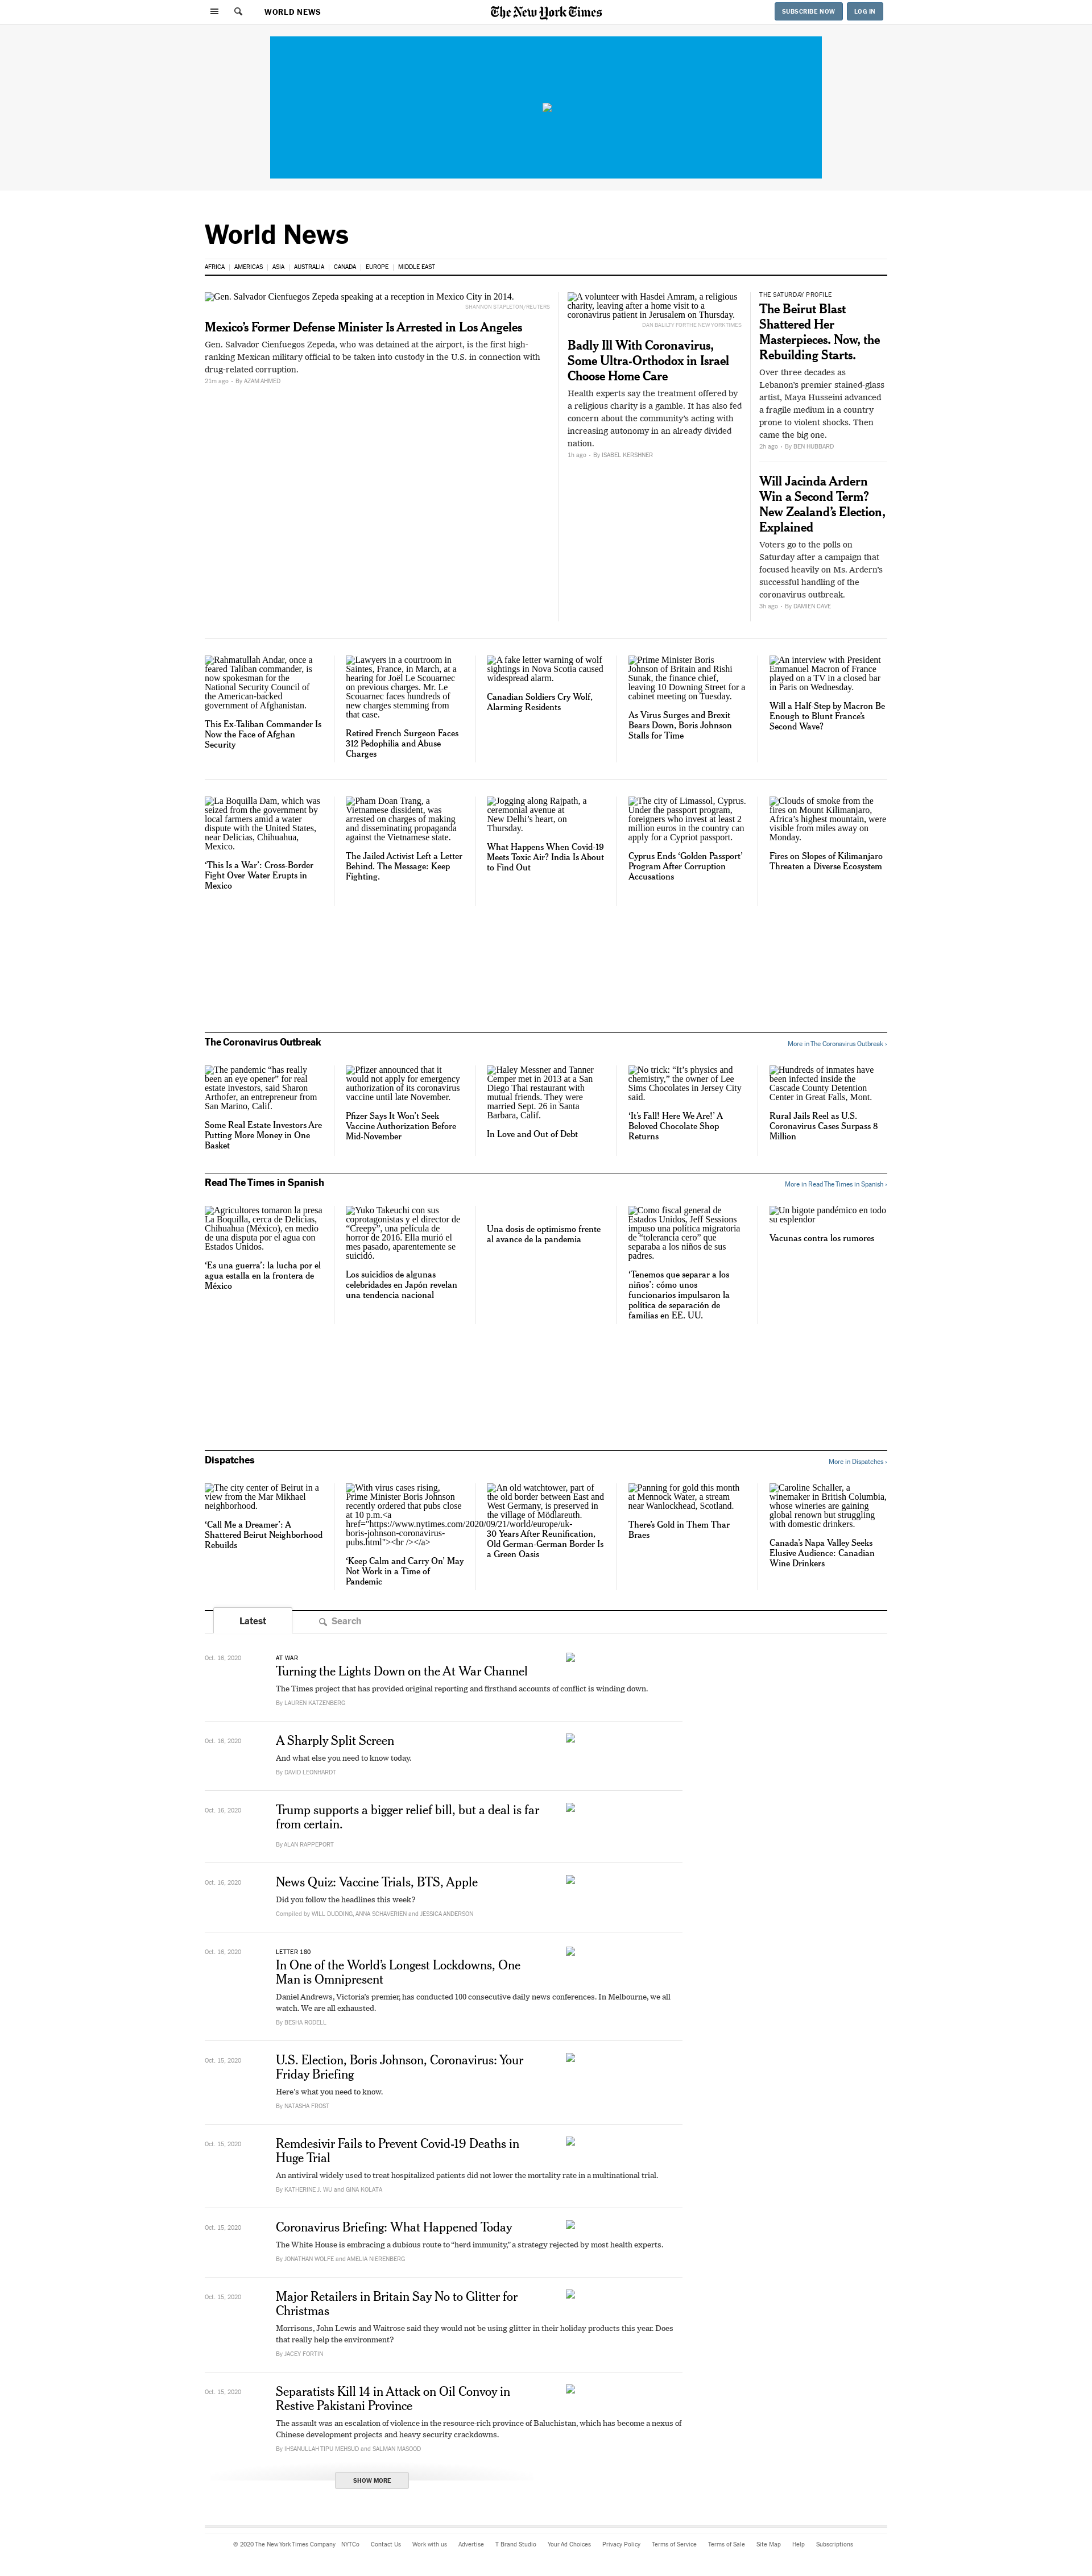 WORLD NEWS
The New York Times
SUBSCRIBE NOW
LOG IN
World News
AFRICA | AMERICAS | ASIA | AUSTRALIA | CANADA | EUROPE | MIDDLE EAST
Gen. Salvador Cienfuegos Zepeda speaking at a reception in Mexico City in 2014.
SHANNON STAPLETON/REUTERS
Mexico’s Former Defense Minister Is Arrested in Los Angeles
Gen. Salvador Cienfuegos Zepeda, who was detained at the airport, is the first high-
ranking Mexican military official to be taken into custody in the U.S. in connection with
drug-related corruption.
21m ago · By AZAM AHMED
A volunteer with Hasdei Amram, a religious
charity, leaving after a home visit to a
coronavirus patient in Jerusalem on Thursday.
DAN BALILTY FOR THE NEW YORK TIMES
Badly Ill With Coronavirus,
Some Ultra-Orthodox in Israel
Choose Home Care
Health experts say the treatment offered by
a religious charity is a gamble. It has also fed
concern about the community’s acting with
increasing autonomy in an already divided
nation.
1h ago · By ISABEL KERSHNER
THE SATURDAY PROFILE
The Beirut Blast
Shattered Her
Masterpieces. Now, the
Rebuilding Starts.
Over three decades as
Lebanon’s premier stained-glass
artist, Maya Husseini advanced
a fragile medium in a country
prone to violent shocks. Then
came the big one.
2h ago · By BEN HUBBARD
Will Jacinda Ardern
Win a Second Term?
New Zealand’s Election,
Explained
Voters go to the polls on
Saturday after a campaign that
focused heavily on Ms. Ardern’s
successful handling of the
coronavirus outbreak.
3h ago · By DAMIEN CAVE
Rahmatullah Andar, once a
feared Taliban commander, is
now spokesman for the
National Security Council of
the American-backed
government of Afghanistan.
This Ex-Taliban Commander Is
Now the Face of Afghan
Security
Lawyers in a courtroom in
Saintes, France, in March, at a
hearing for Joël Le Scouarnec
on previous charges. Mr. Le
Scouarnec faces hundreds of
new charges stemming from
that case.
Retired French Surgeon Faces
312 Pedophilia and Abuse
Charges
A fake letter warning of wolf
sightings in Nova Scotia caused
widespread alarm.
Canadian Soldiers Cry Wolf,
Alarming Residents
Prime Minister Boris
Johnson of Britain and Rishi
Sunak, the finance chief,
leaving 10 Downing Street for a
cabinet meeting on Tuesday.
As Virus Surges and Brexit
Bears Down, Boris Johnson
Stalls for Time
An interview with President
Emmanuel Macron of France
played on a TV in a closed bar
in Paris on Wednesday.
Will a Half-Step by Macron Be
Enough to Blunt France’s
Second Wave?
La Boquilla Dam, which was
seized from the government by
local farmers amid a water
dispute with the United States,
near Delicias, Chihuahua,
Mexico.
‘This Is a War’: Cross-Border
Fight Over Water Erupts in
Mexico
Pham Doan Trang, a
Vietnamese dissident, was
arrested on charges of making
and disseminating propaganda
against the Vietnamese state.
The Jailed Activist Left a Letter
Behind. The Message: Keep
Fighting.
Jogging along Rajpath, a
ceremonial avenue at
New Delhi’s heart, on
Thursday.
What Happens When Covid-19
Meets Toxic Air? India Is About
to Find Out
The city of Limassol, Cyprus.
Under the passport program,
foreigners who invest at least 2
million euros in the country can
apply for a Cypriot passport.
Cyprus Ends ‘Golden Passport’
Program After Corruption
Accusations
Clouds of smoke from the
fires on Mount Kilimanjaro,
Africa’s highest mountain, were
visible from miles away on
Monday.
Fires on Slopes of Kilimanjaro
Threaten a Diverse Ecosystem
The Coronavirus Outbreak
More in The Coronavirus Outbreak ›
The pandemic “has really
been an eye opener” for real
estate investors, said Sharon
Arthofer, an entrepreneur from
San Marino, Calif.
Some Real Estate Investors Are
Putting More Money in One
Basket
Pfizer announced that it
would not apply for emergency
authorization of its coronavirus
vaccine until late November.
Pfizer Says It Won’t Seek
Vaccine Authorization Before
Mid-November
Haley Messner and Tanner
Cemper met in 2013 at a San
Diego Thai restaurant with
mutual friends. They were
married Sept. 26 in Santa
Barbara, Calif.
In Love and Out of Debt
No trick: “It’s physics and
chemistry,” the owner of Lee
Sims Chocolates in Jersey City
said.
‘It’s Fall! Here We Are!’ A
Beloved Chocolate Shop
Returns
Hundreds of inmates have
been infected inside the
Cascade County Detention
Center in Great Falls, Mont.
Rural Jails Reel as U.S.
Coronavirus Cases Surpass 8
Million
Read The Times in Spanish
More in Read The Times in Spanish ›
Agricultores tomaron la presa
La Boquilla, cerca de Delicias,
Chihuahua (México), en medio
de una disputa por el agua con
Estados Unidos.
‘Es una guerra’: la lucha por el
agua estalla en la frontera de
México
Yuko Takeuchi con sus
coprotagonistas y el director de
“Creepy”, una película de
horror de 2016. Ella murió el
mes pasado, aparentemente se
suicidó.
Los suicidios de algunas
celebridades en Japón revelan
una tendencia nacional
Una dosis de optimismo frente
al avance de la pandemia
Como fiscal general de
Estados Unidos, Jeff Sessions
impuso una política migratoria
de "tolerancia cero" que
separaba a los niños de sus
padres.
‘Tenemos que separar a los
niños’: cómo unos
funcionarios impulsaron la
política de separación de
familias en EE. UU.
Un bigote pandémico en todo
su esplendor
Vacunas contra los rumores
Dispatches
More in Dispatches ›
The city center of Beirut in a
view from the Mar Mikhael
neighborhood.
‘Call Me a Dreamer’: A
Shattered Beirut Neighborhood
Rebuilds
With virus cases rising,
Prime Minister Boris Johnson
recently ordered that pubs close
at 10 p.m.<a
href="https://www.nytimes.com/2020/09/21/world/europe/uk-
boris-johnson-coronavirus-
pubs.html"><br /></a>
‘Keep Calm and Carry On’ May
Not Work in a Time of
Pandemic
An old watchtower, part of
the old border between East and
West Germany, is preserved in
the village of Mödlareuth.
30 Years After Reunification,
Old German-German Border Is
a Green Oasis
Panning for gold this month
at Mennock Water, a stream
near Wanlockhead, Scotland.
There’s Gold in Them Thar
Braes
Caroline Schaller, a
winemaker in British Columbia,
whose wineries are gaining
global renown but struggling
with domestic drinkers.
Canada’s Napa Valley Seeks
Elusive Audience: Canadian
Wine Drinkers
Latest
Search
Oct. 16, 2020
AT WAR
Turning the Lights Down on the At War Channel
The Times project that has provided original reporting and firsthand accounts of conflict is winding down.
By LAUREN KATZENBERG
Oct. 16, 2020
A Sharply Split Screen
And what else you need to know today.
By DAVID LEONHARDT
Oct. 16, 2020
Trump supports a bigger relief bill, but a deal is far
from certain.
By ALAN RAPPEPORT
Oct. 16, 2020
News Quiz: Vaccine Trials, BTS, Apple
Did you follow the headlines this week?
Compiled by WILL DUDDING, ANNA SCHAVERIEN and JESSICA ANDERSON
Oct. 16, 2020
LETTER 180
In One of the World’s Longest Lockdowns, One
Man is Omnipresent
Daniel Andrews, Victoria’s premier, has conducted 100 consecutive daily news conferences. In Melbourne, we all
watch. We are all exhausted.
By BESHA RODELL
Oct. 15, 2020
U.S. Election, Boris Johnson, Coronavirus: Your
Friday Briefing
Here’s what you need to know.
By NATASHA FROST
Oct. 15, 2020
Remdesivir Fails to Prevent Covid-19 Deaths in
Huge Trial
An antiviral widely used to treat hospitalized patients did not lower the mortality rate in a multinational trial.
By KATHERINE J. WU and GINA KOLATA
Oct. 15, 2020
Coronavirus Briefing: What Happened Today
The White House is embracing a dubious route to “herd immunity,” a strategy rejected by most health experts.
By JONATHAN WOLFE and AMELIA NIERENBERG
Oct. 15, 2020
Major Retailers in Britain Say No to Glitter for
Christmas
Morrisons, John Lewis and Waitrose said they would not be using glitter in their holiday products this year. Does
that really help the environment?
By JACEY FORTIN
Oct. 15, 2020
Separatists Kill 14 in Attack on Oil Convoy in
Restive Pakistani Province
The assault was an escalation of violence in the resource-rich province of Baluchistan, which has become a nexus of
Chinese development projects and heavy security crackdowns.
By IHSANULLAH TIPU MEHSUD and SALMAN MASOOD
SHOW MORE
© 2020 The New York Times Company NYTCo Contact Us Work with us Advertise T Brand Studio Your Ad Choices Privacy Policy Terms of Service Terms of Sale Site Map Help Subscriptions